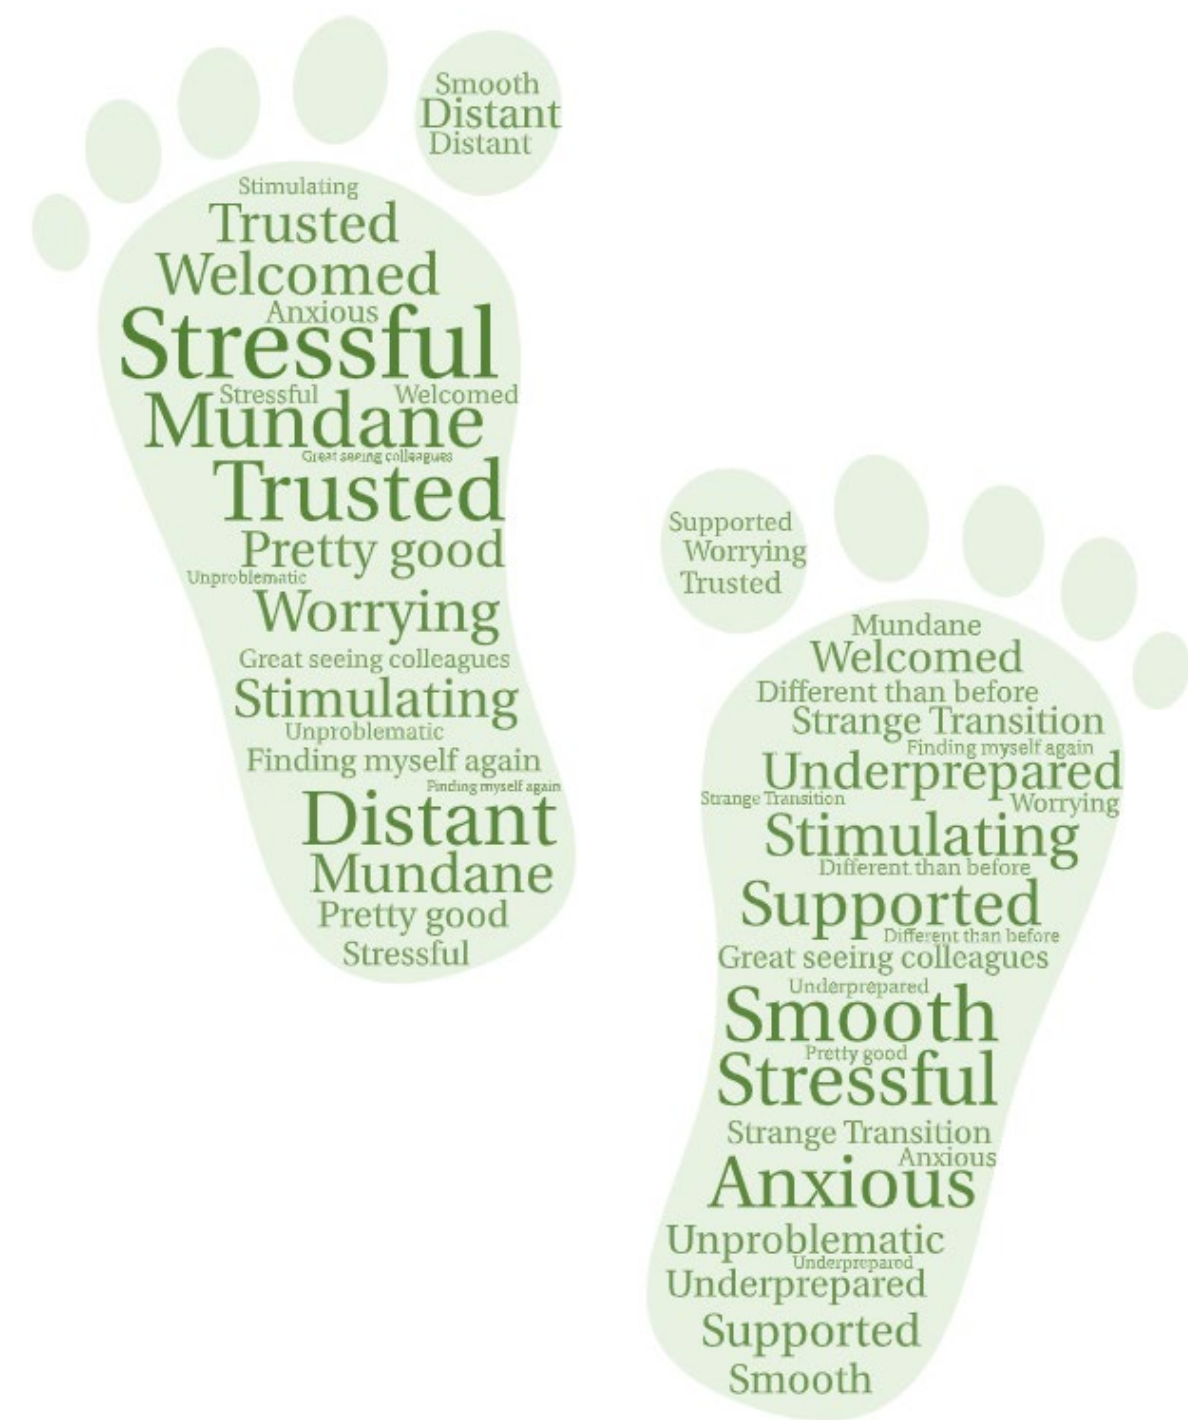 Smooth
Distant
Distant
Stimulating
Trusted
Welcomed
Anxious
Stressful
Stressful
Welcomed
Mundane
Great seeing colleagues
Trusted
Pretty good
Unproblematic
Worrying
Great seeing colleagues
Stimulating
Unproblematic
Finding myself again
Finding myself again
Distant
Mundane
Pretty good
Stressful
Supported
Worrying
Trusted
Mundane
Welcomed
Different than before
Strange Transition
Finding myself again
Underprepared
Strange Transition
Worrying
Stimulating
Different than before
Supported
Different than before
Great seeing colleagues
Underprepared
Smooth
Pretty good
Stressful
Strange Transition
Anxious
Anxious
Unproblematic
Underprepared
Underprepared
Supported
Smooth